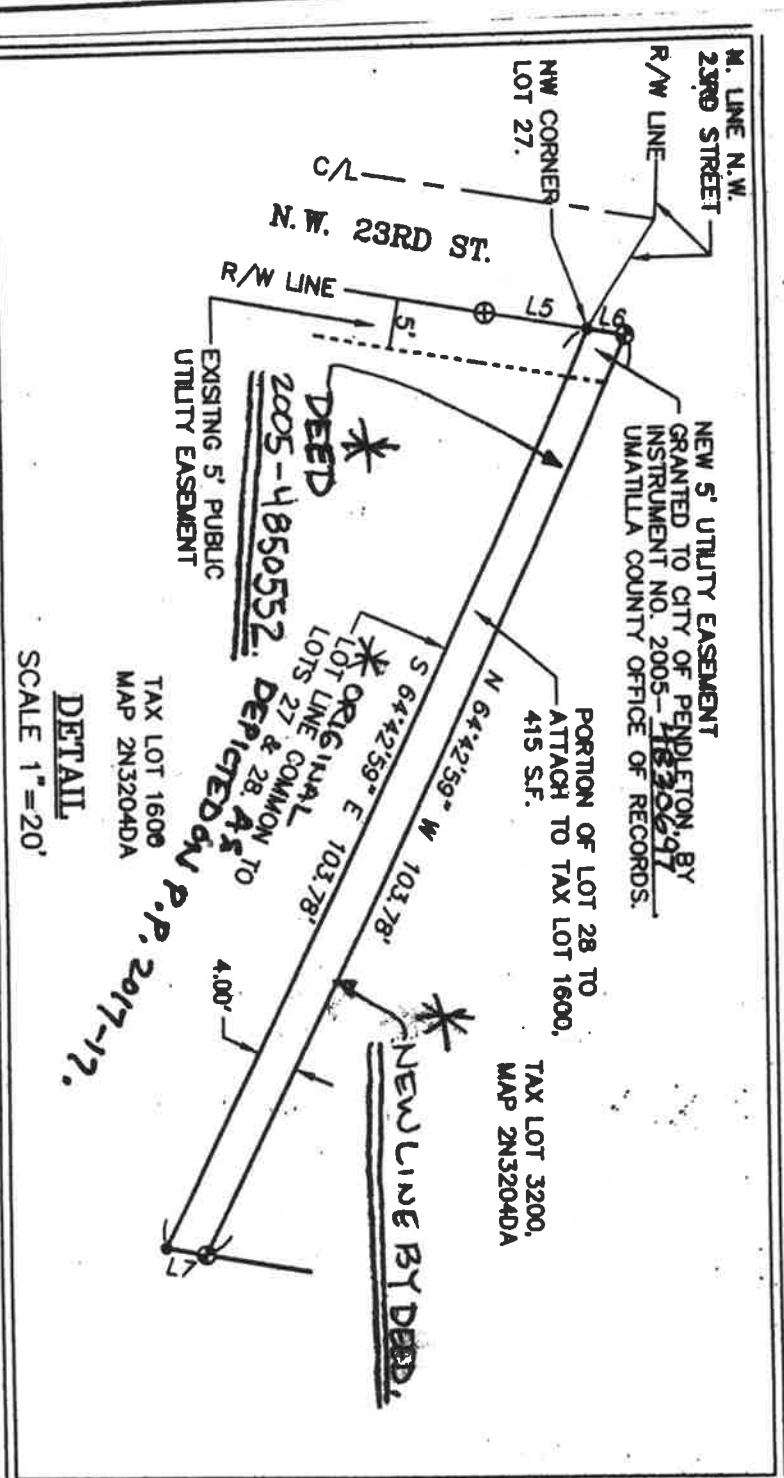 M. LINE N.W.
23RD STREET
R/W LINE
NW CORNER
LOT 27.
C/L
N.W. 23RD ST.
R/W LINE
L5
L6
5'
EXISITNG 5' PUBLIC
UTILITY EASEMENT
NEW 5' UTILITY EASEMENT
GRANTED TO CITY OF PENDLETON, BY
INSTRUMENT NO. 2005-4830697
UMATILLA COUNTY OFFICE OF RECORDS.
* DEED
2005-4850552.
PORTION OF LOT 28 TO
ATTACH TO TAX LOT 1600,
415 S.F.
TAX LOT 3200,
MAP 2N3204DA
N 64°42'59" W 103.78'
S 64°42'59" E 103.78'
* ORIGINAL
LOT LINE COMMON TO
LOTS 27 & 28 AS
DEPICTED ON P.P. 2017-17.
* NEW LINE BY DEED.
4.00'
L7
TAX LOT 1600
MAP 2N3204DA
DETAIL
SCALE 1"=20'